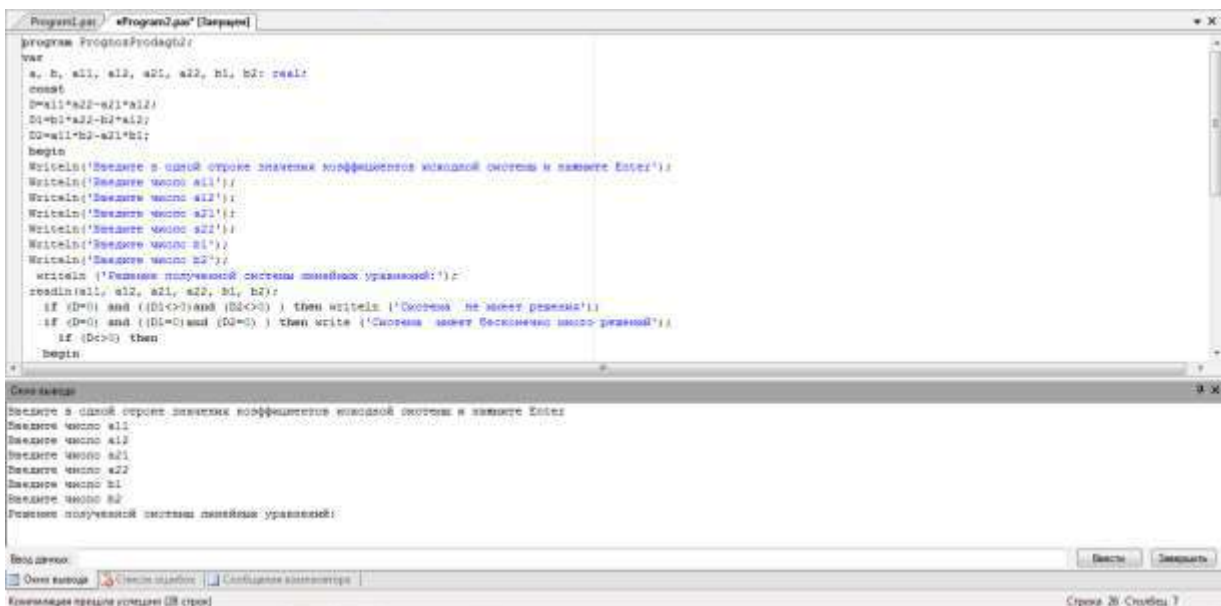 Program1.pas •Program2.pas* [Запущен]
program PrognozProdagh2;
var
a, b, a11, a12, a21, a22, b1, b2: real;
const
D=a11*a22-a21*a12;
D1=b1*a22-b2*a12;
D2=a11*b2-a21*b1;
begin
Writeln('Введите в одной строке значения коэффициентов исходной системы и нажмите Enter');
Writeln('Введите число a11');
Writeln('Введите число a12');
Writeln('Введите число a21');
Writeln('Введите число a22');
Writeln('Введите число b1');
Writeln('Введите число b2');
writeln ('Решение полученной системы линейных уравнений:');
readln(a11, a12, a21, a22, b1, b2);
if (D=0) and ((D1<>0)and (D2<>0) ) then writeln ('Система не имеет решения');
if (D=0) and ((D1=0)and (D2=0) ) then write ('Система имеет бесконечно много решений');
if (D<>0) then
begin
Окно вывода
Введите в одной строке значения коэффициентов исходной системы и нажмите Enter
Введите число a11
Введите число a12
Введите число a21
Введите число a22
Введите число b1
Введите число b2
Решение полученной системы линейных уравнений:
Ввод данных: Ввести Завершить
Окно вывода Список ошибок Сообщения компилятора
Компиляция прошла успешно (28 строк) Строка 26 Столбец 7